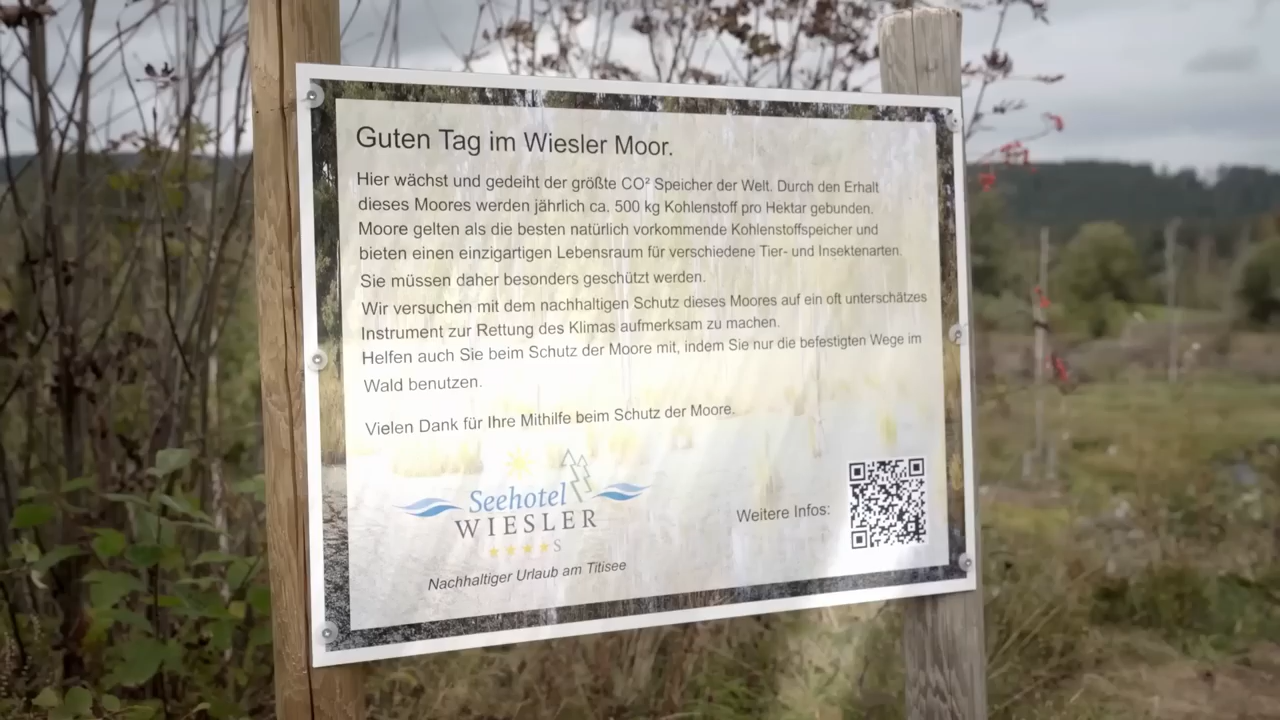 Guten Tag im Wiesler Moor.
Hier wächst und gedeiht der größte CO² Speicher der Welt. Durch den Erhalt
dieses Moores werden jährlich ca. 500 kg Kohlenstoff pro Hektar gebunden.
Moore gelten als die besten natürlich vorkommende Kohlenstoffspeicher und
bieten einen einzigartigen Lebensraum für verschiedene Tier- und Insektenarten.
Sie müssen daher besonders geschützt werden.
Wir versuchen mit dem nachhaltigen Schutz dieses Moores auf ein oft unterschätzes
Instrument zur Rettung des Klimas aufmerksam zu machen.
Helfen auch Sie beim Schutz der Moore mit, indem Sie nur die befestigten Wege im
Wald benutzen.
Vielen Dank für Ihre Mithilfe beim Schutz der Moore.
Seehotel
WIESLER
S
Nachhaltiger Urlaub am Titisee
Weitere Infos: